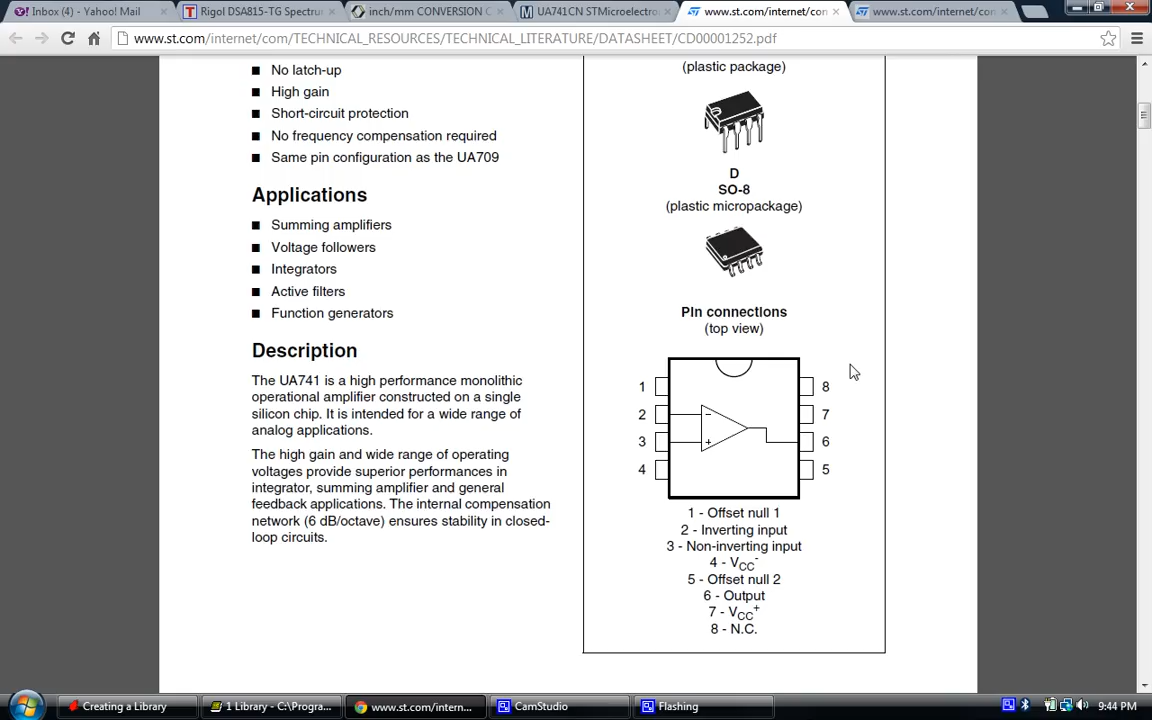 Inbox (4) - Yahoo! Mail
Rigol DSA815-TG Spectru
inch/mm CONVERSION C
UA741CN STMicroelectro
www.st.com/internet/con
www.st.com/internet/con
www.st.com/internet/com/TECHNICAL_RESOURCES/TECHNICAL_LITERATURE/DATASHEET/CD00001252.pdf
No latch-up
High gain
Short-circuit protection
No frequency compensation required
Same pin configuration as the UA709
Applications
Summing amplifiers
Voltage followers
Integrators
Active filters
Function generators
Description
The UA741 is a high performance monolithic
operational amplifier constructed on a single
silicon chip. It is intended for a wide range of
analog applications.
The high gain and wide range of operating
voltages provide superior performances in
integrator, summing amplifier and general
feedback applications. The internal compensation
network (6 dB/octave) ensures stability in closed-
loop circuits.
(plastic package)
D
SO-8
(plastic micropackage)
Pin connections
(top view)
1 8
2 - 7
3 + 6
4 5
1 - Offset null 1
2 - Inverting input
3 - Non-inverting input
4 - VCC-
5 - Offset null 2
6 - Output
7 - VCC+
8 - N.C.
Creating a Library
1 Library - C:\Progra...
www.st.com/intern...
CamStudio
Flashing
9:44 PM